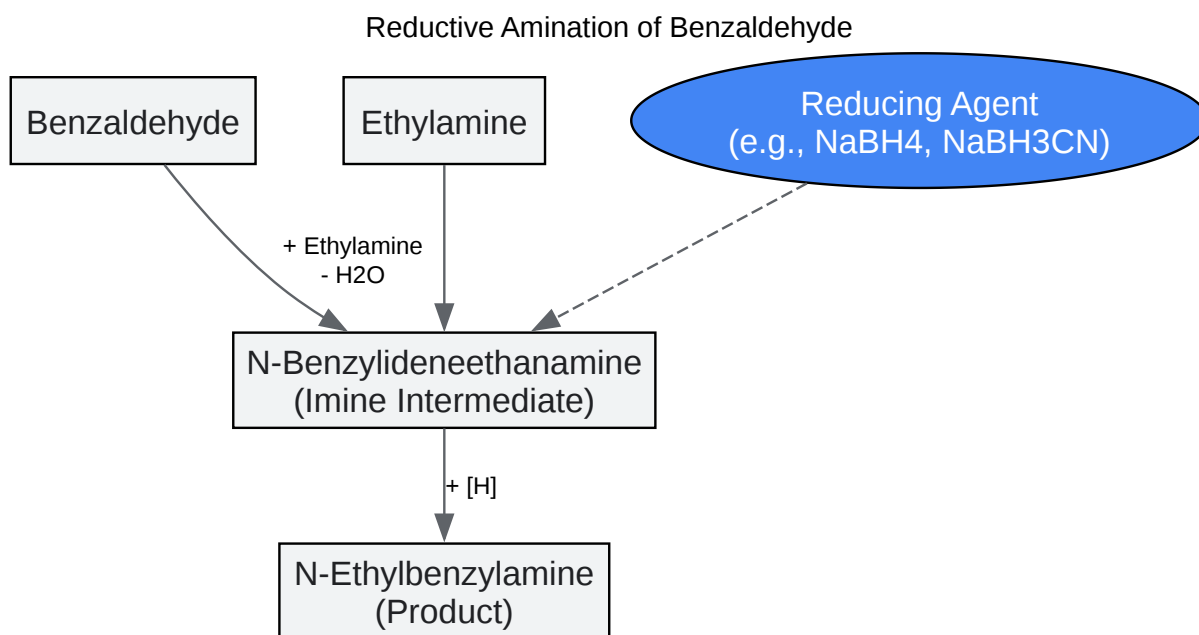 Reductive Amination of Benzaldehyde
Benzaldehyde
Ethylamine
Reducing Agent
(e.g., NaBH4, NaBH3CN)
+ Ethylamine
- H2O
N-Benzylideneethanamine
(Imine Intermediate)
+ [H]
N-Ethylbenzylamine
(Product)